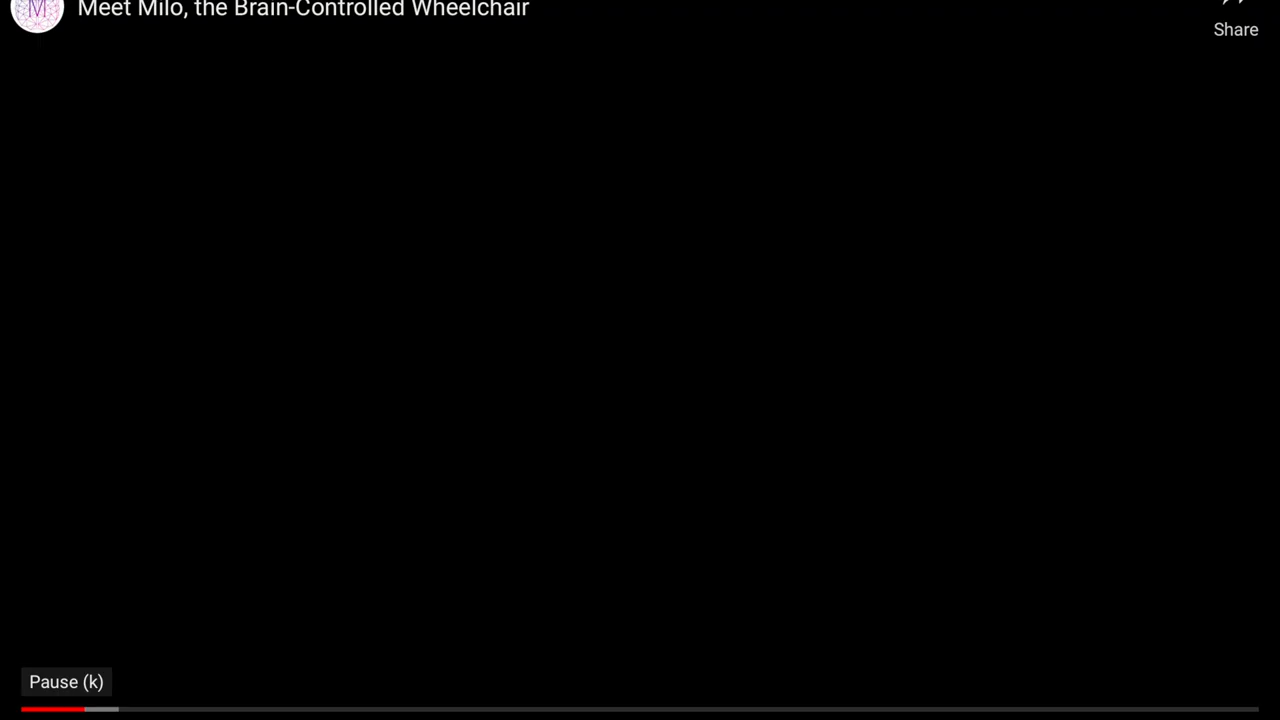 M
Meet Milo, the Brain-Controlled Wheelchair
Share
Pause (k)